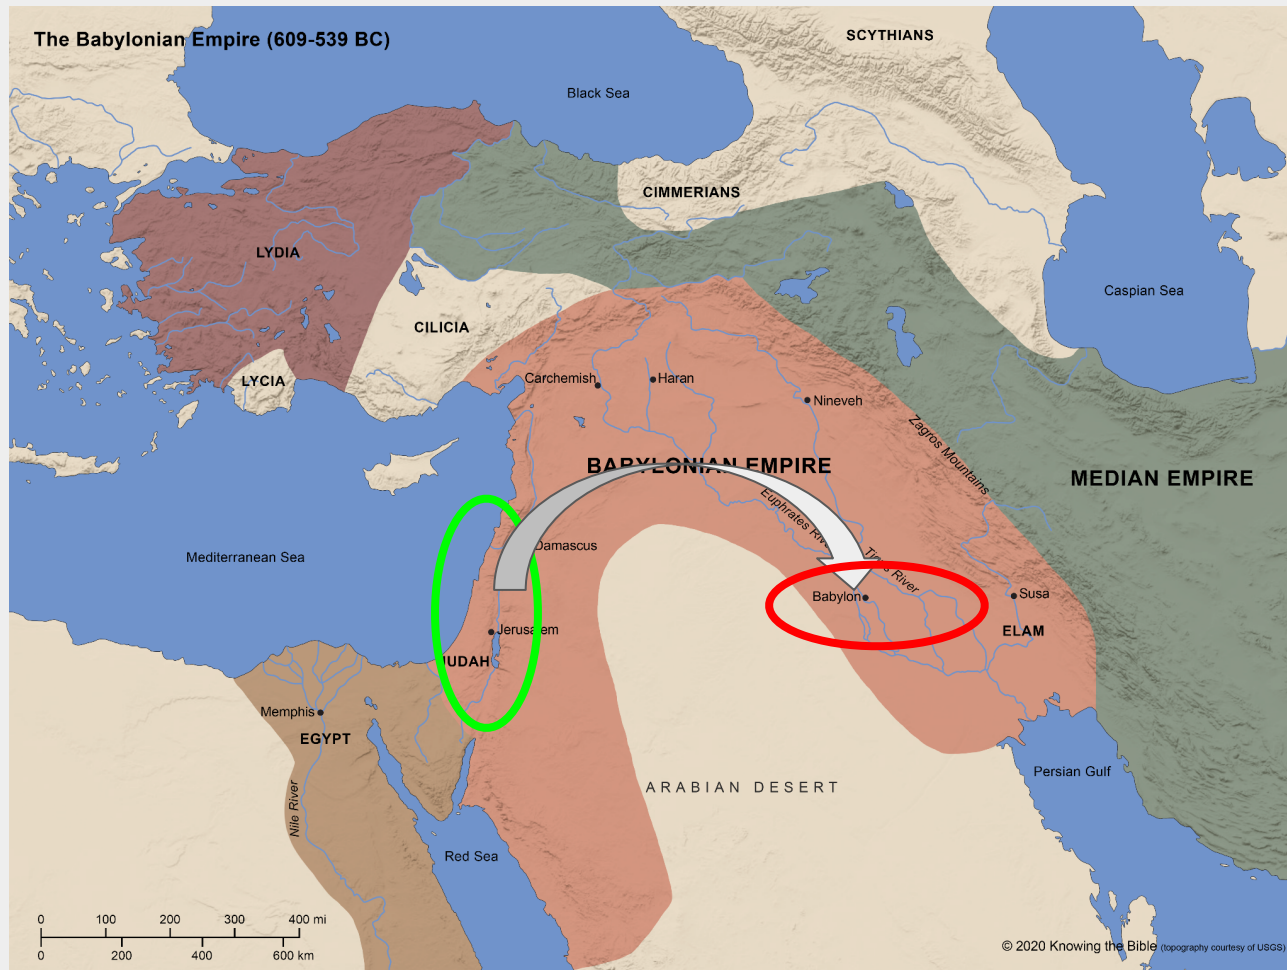 The Babylonian Empire (609-539 BC)
SCYTHIANS
Black Sea
CIMMERIANS
LYDIA
Caspian Sea
CILICIA
LYCIA
Carchemish
Haran
Nineveh
Zagros Mountains
BABYLONIAN EMPIRE
MEDIAN EMPIRE
Euphrates River
Mediterranean Sea
Damascus
Tigris River
Babylon
Susa
Jerusalem
ELAM
JUDAH
Memphis
EGYPT
Nile River
Persian Gulf
ARABIAN DESERT
Red Sea
0 100 200 300 400 mi
0 200 400 600 km
© 2020 Knowing the Bible (topography courtesy of USGS)